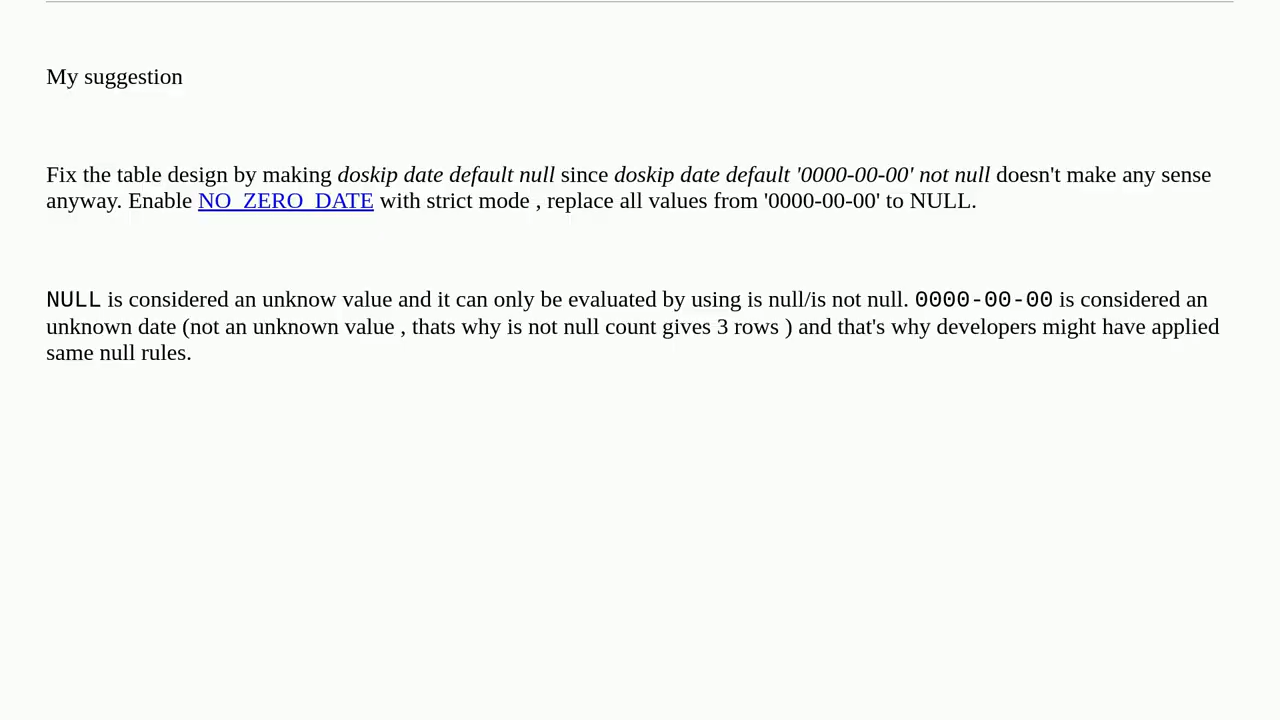 My suggestion
Fix the table design by making doskip date default null since doskip date default '0000-00-00' not null doesn't make any sense
anyway. Enable NO_ZERO_DATE with strict mode , replace all values from '0000-00-00' to NULL.
NULL is considered an unknow value and it can only be evaluated by using is null/is not null. 0000-00-00 is considered an
unknown date (not an unknown value , thats why is not null count gives 3 rows ) and that's why developers might have applied
same null rules.